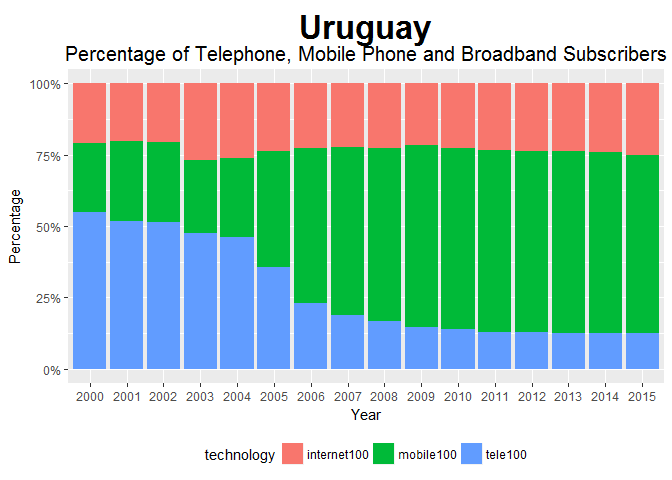 Uruguay
Percentage of Telephone, Mobile Phone and Broadband Subscribers
100%
75%
50%
25%
0%
Percentage
2000 2001 2002 2003 2004 2005 2006 2007 2008 2009 2010 2011 2012 2013 2014 2015
Year
technology internet100 mobile100 tele100